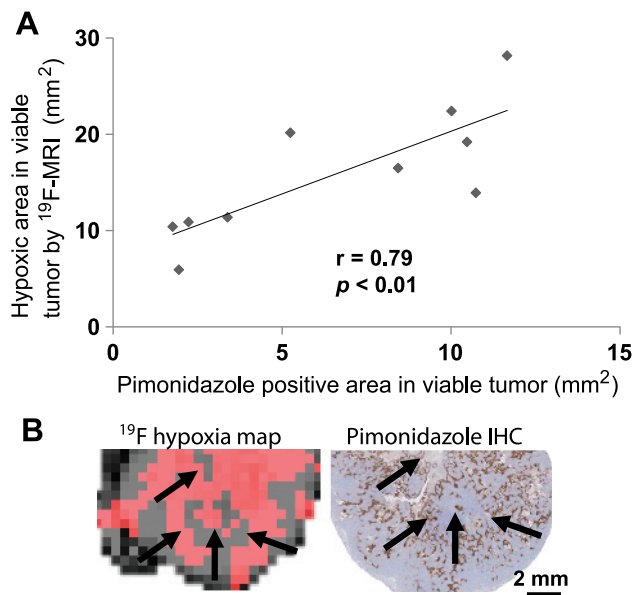 A
Hypoxic area in viable
tumor by ¹⁹F-MRI (mm²)
30
20
10
0
r = 0.79
p < 0.01
0 5 10 15
Pimonidazole positive area in viable tumor (mm²)
B
¹⁹F hypoxia map Pimonidazole IHC
2 mm